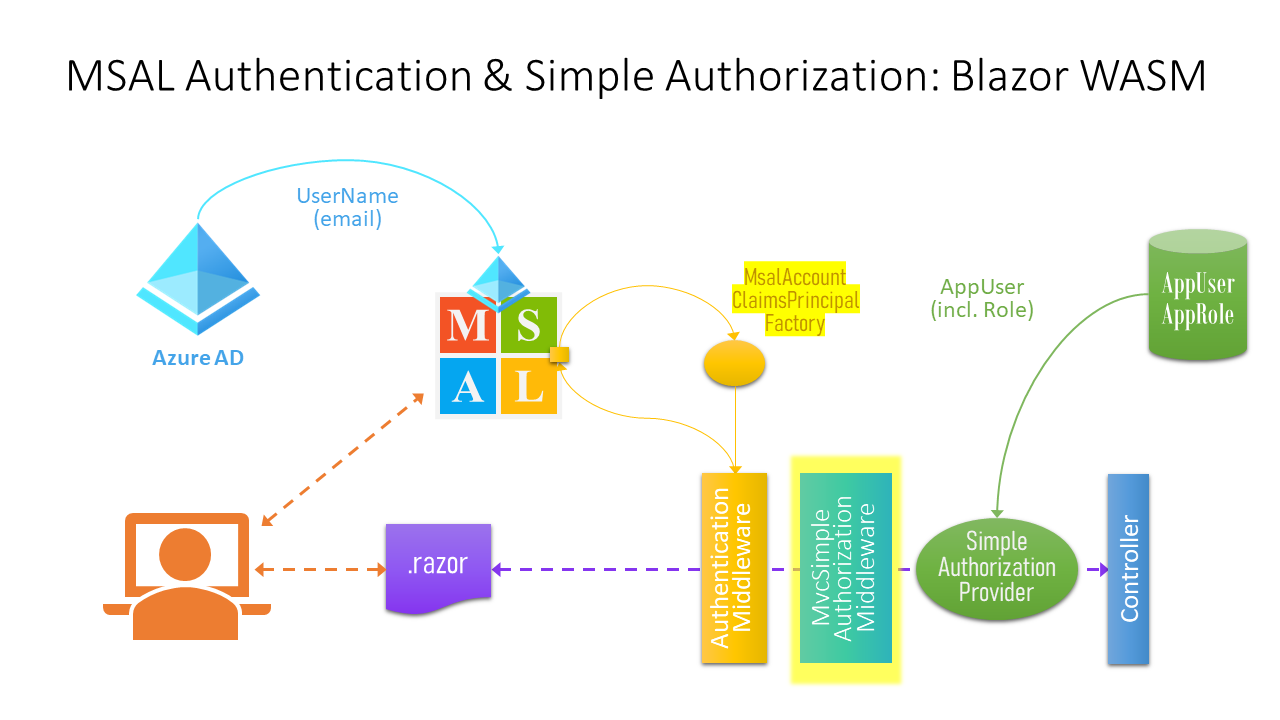 MSAL Authentication & Simple Authorization: Blazor WASM
UserName
(email)
Azure AD
M S
A L
MsalAccount
ClaimsPrincipal
Factory
AppUser
(incl. Role)
AppUser
AppRole
.razor
Authentication
Middleware
MvcSimple
Authorization
Middleware
Simple
Authorization
Provider
Controller